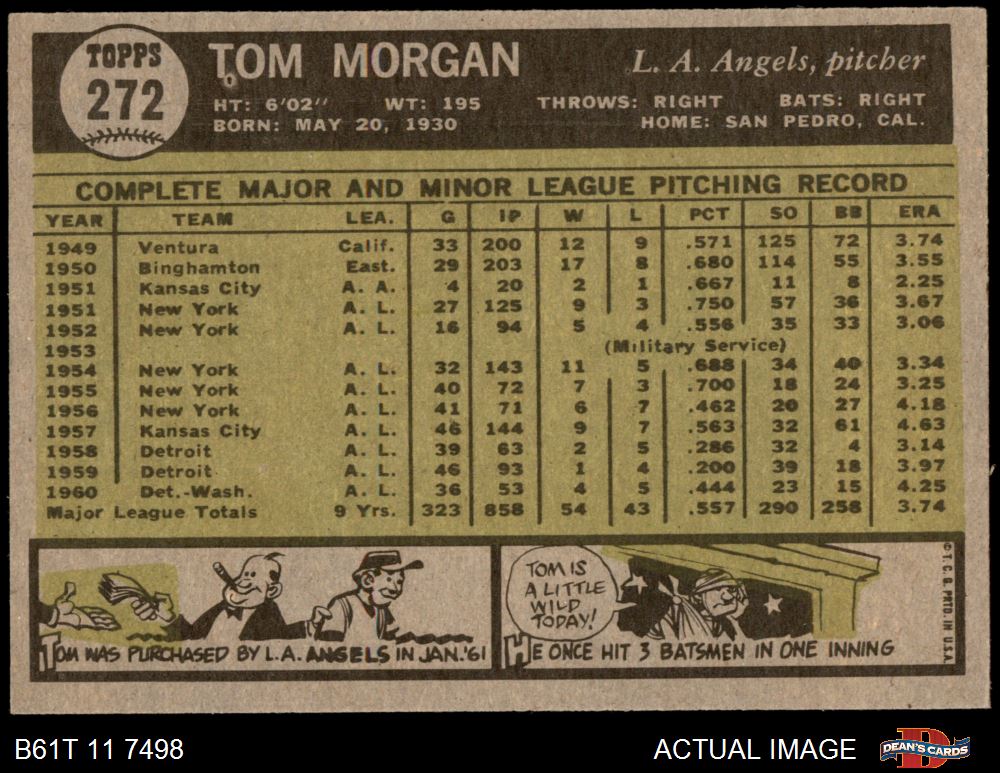 TOPPS
272
TOM MORGAN
L. A. Angels, pitcher
HT: 6'02" WT: 195 THROWS: RIGHT BATS: RIGHT
BORN: MAY 20, 1930 HOME: SAN PEDRO, CAL.
COMPLETE MAJOR AND MINOR LEAGUE PITCHING RECORD
YEAR TEAM LEA. G IP W L PCT SO BB ERA
1949 Ventura Calif. 33 200 12 9 .571 125 72 3.74
1950 Binghamton East. 29 203 17 8 .680 114 55 3.55
1951 Kansas City A. A. 4 20 2 1 .667 11 8 2.25
1951 New York A. L. 27 125 9 3 .750 57 36 3.67
1952 New York A. L. 16 94 5 4 .556 35 33 3.06
1953 (Military Service)
1954 New York A. L. 32 143 11 5 .688 34 40 3.34
1955 New York A. L. 40 72 7 3 .700 18 24 3.25
1956 New York A. L. 41 71 6 7 .462 20 27 4.18
1957 Kansas City A. L. 46 144 9 7 .563 32 61 4.63
1958 Detroit A. L. 39 63 2 5 .286 32 4 3.14
1959 Detroit A. L. 46 93 1 4 .200 39 18 3.97
1960 Det.-Wash. A. L. 36 53 4 5 .444 23 15 4.25
Major League Totals 9 Yrs. 323 858 54 43 .557 290 258 3.74
TOM WAS PURCHASED BY L.A. ANGELS IN JAN. '61
TOM IS
A LITTLE
WILD
TODAY!
HE ONCE HIT 3 BATSMEN IN ONE INNING
© T. C. G. PRTD. IN U.S.A.
B61T 11 7498
ACTUAL IMAGE
DEAN'S CARDS